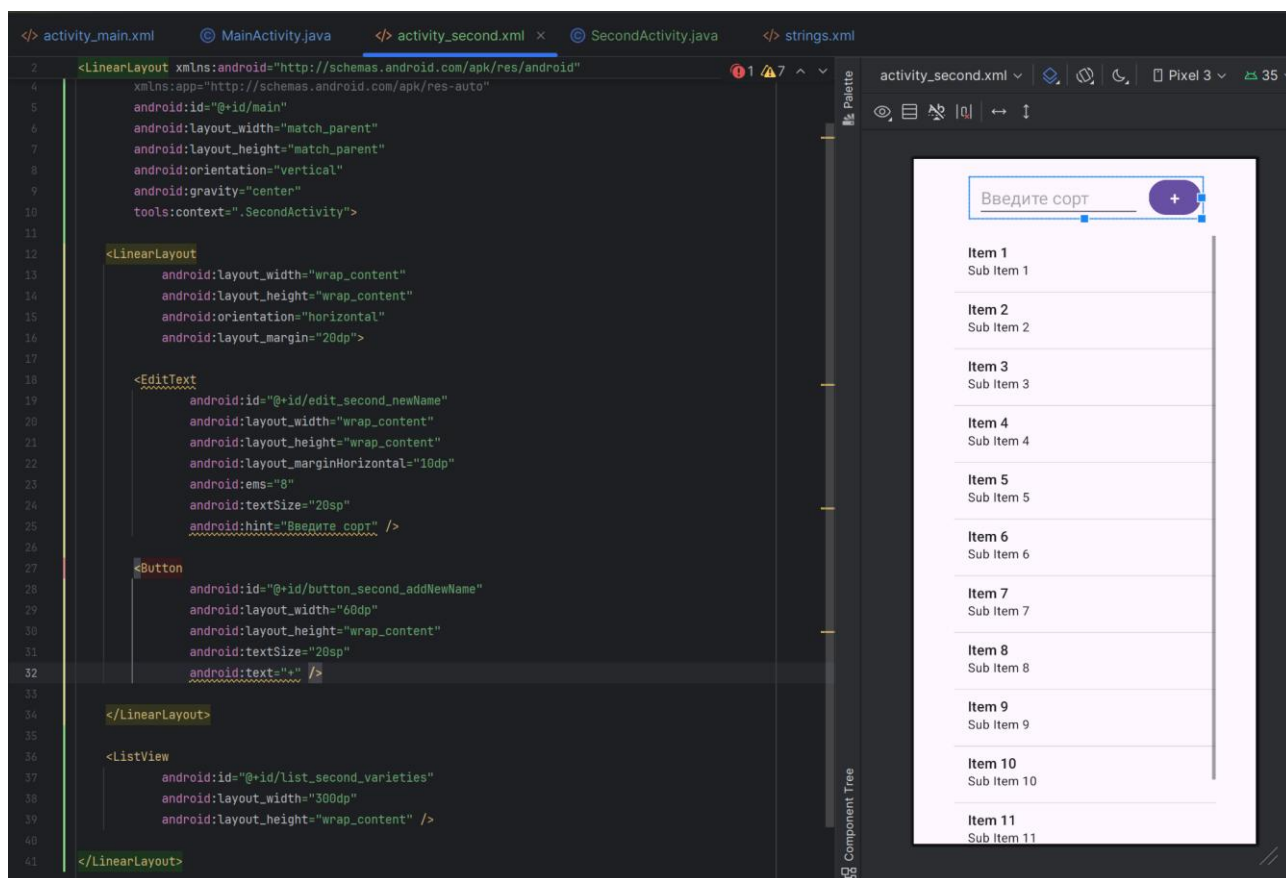 </> activity_main.xml
© MainActivity.java
</> activity_second.xml ×
© SecondActivity.java
</> strings.xml
2 <LinearLayout xmlns:android="http://schemas.android.com/apk/res/android"
1 7
4 xmlns:app="http://schemas.android.com/apk/res-auto"
5 android:id="@+id/main"
6 android:layout_width="match_parent"
7 android:layout_height="match_parent"
8 android:orientation="vertical"
9 android:gravity="center"
10 tools:context=".SecondActivity">
11
12 <LinearLayout
13 android:layout_width="wrap_content"
14 android:layout_height="wrap_content"
15 android:orientation="horizontal"
16 android:layout_margin="20dp">
17
18 <EditText
19 android:id="@+id/edit_second_newName"
20 android:layout_width="wrap_content"
21 android:layout_height="wrap_content"
22 android:layout_marginHorizontal="10dp"
23 android:ems="8"
24 android:textSize="20sp"
25 android:hint="Введите сорт" />
26
27 <Button
28 android:id="@+id/button_second_addNewName"
29 android:layout_width="60dp"
30 android:layout_height="wrap_content"
31 android:textSize="20sp"
32 android:text="+" />
33
34 </LinearLayout>
35
36 <ListView
37 android:id="@+id/list_second_varieties"
38 android:layout_width="300dp"
39 android:layout_height="wrap_content" />
40
41 </LinearLayout>
Palette
Component Tree
activity_second.xml
Pixel 3
35
Введите сорт
+
Item 1
Sub Item 1
Item 2
Sub Item 2
Item 3
Sub Item 3
Item 4
Sub Item 4
Item 5
Sub Item 5
Item 6
Sub Item 6
Item 7
Sub Item 7
Item 8
Sub Item 8
Item 9
Sub Item 9
Item 10
Sub Item 10
Item 11
Sub Item 11